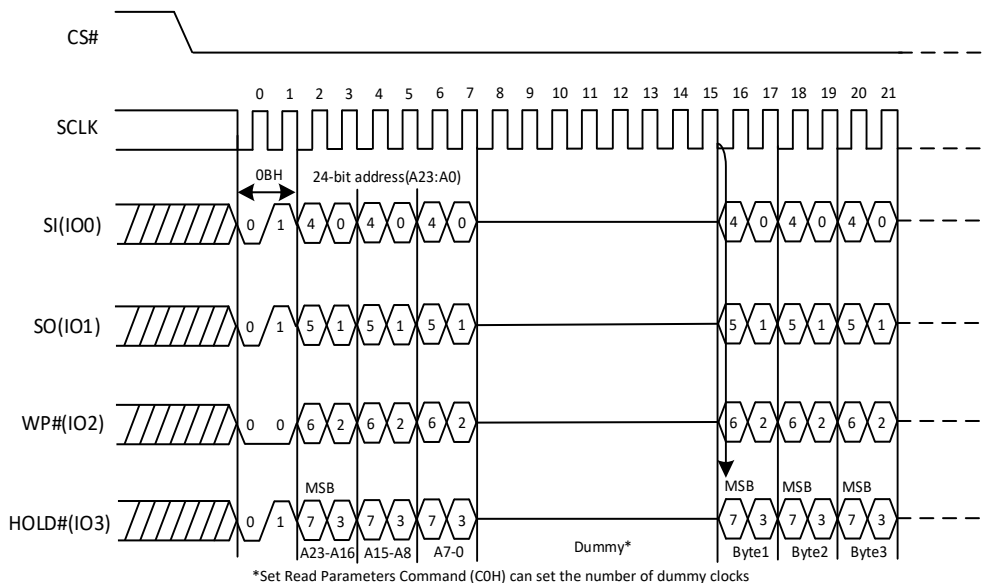 CS#
0 1 2 3 4 5 6 7 8 9 10 11 12 13 14 15 16 17 18 19 20 21
SCLK
0BH 24-bit address(A23:A0)
SI(IO0) 0 1 4 0 4 0 4 0 4 0 4 0 4 0
SO(IO1) 0 1 5 1 5 1 5 1 5 1 5 1 5 1
WP#(IO2) 0 0 6 2 6 2 6 2 6 2 6 2 6 2
MSB MSB MSB MSB
HOLD#(IO3) 0 1 7 3 7 3 7 3 7 3 7 3 7 3
A23-A16 A15-A8 A7-0 Dummy* Byte1 Byte2 Byte3
*Set Read Parameters Command (C0H) can set the number of dummy clocks